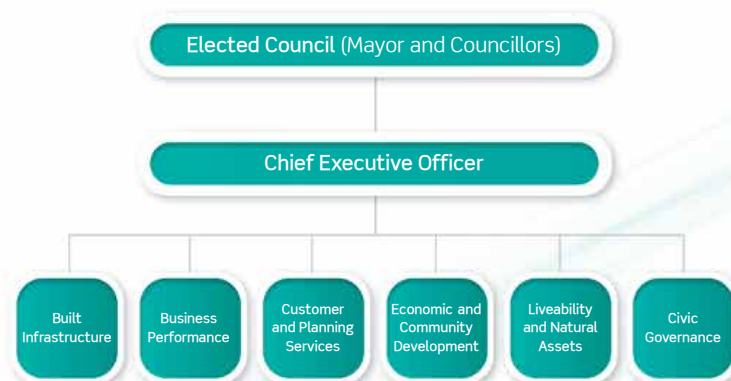 Elected Council (Mayor and Councillors)
Chief Executive Officer
Built
Infrastructure
Business
Performance
Customer
and Planning
Services
Economic and
Community
Development
Liveability
and Natural
Assets
Civic
Governance